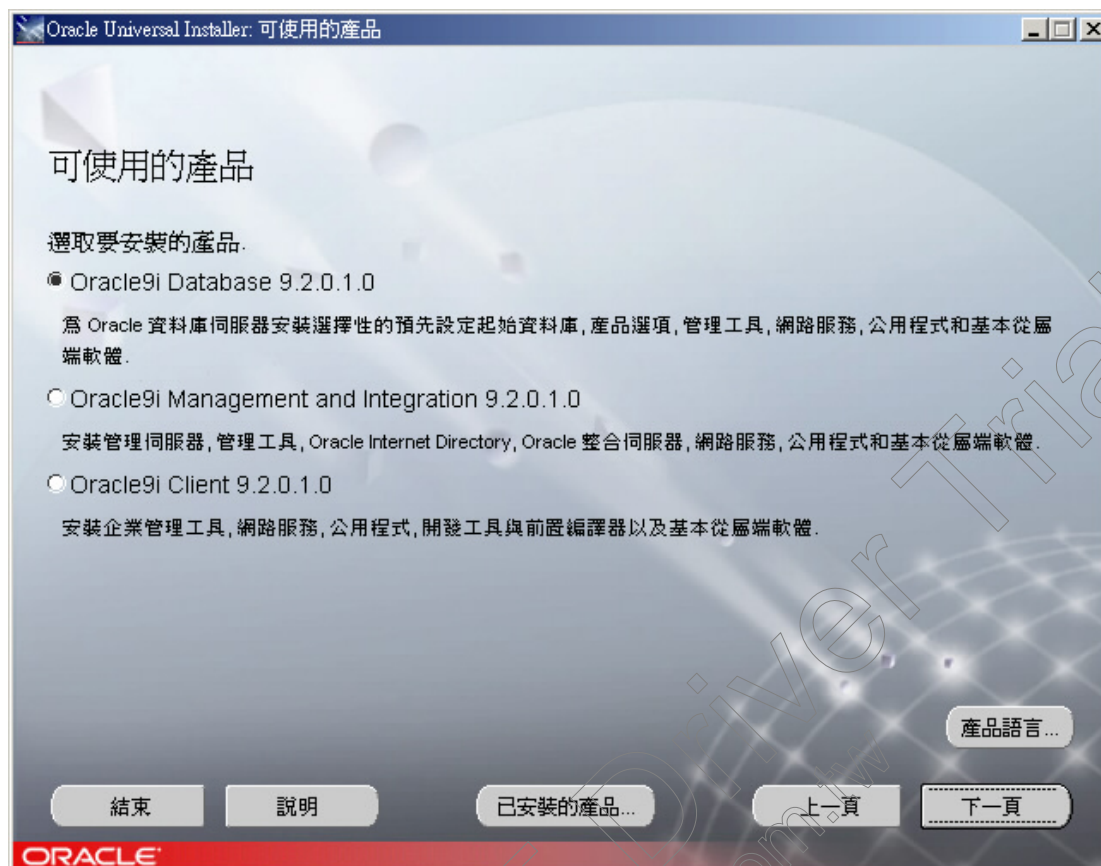 Oracle Universal Installer: 可使用的產品
可使用的產品
選取要安裝的產品.
Oracle9i Database 9.2.0.1.0
為 Oracle 資料庫伺服器安裝選擇性的預先設定起始資料庫, 產品選項, 管理工具, 網路服務, 公用程式和基本從屬
端軟體.
Oracle9i Management and Integration 9.2.0.1.0
安裝管理伺服器, 管理工具, Oracle Internet Directory, Oracle 整合伺服器, 網路服務, 公用程式和基本從屬端軟體.
Oracle9i Client 9.2.0.1.0
安裝企業管理工具, 網路服務, 公用程式, 開發工具與前置編譯器以及基本從屬端軟體.
產品語言...
結束 說明 已安裝的產品... 上一頁 下一頁
ORACLE
Driver Trial
om.tw